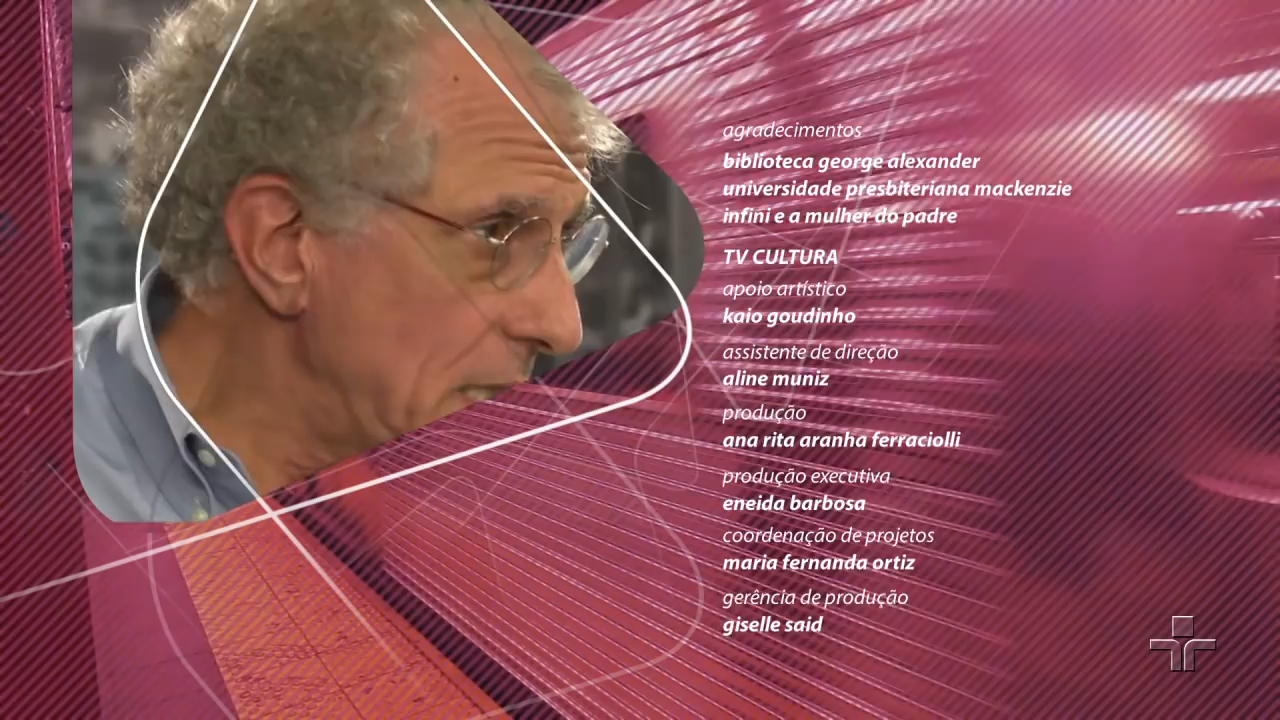 agradecimentos
biblioteca george alexander
universidade presbiteriana mackenzie
infini e a mulher do padre
TV CULTURA
apoio artístico
kaio goudinho
assistente de direção
aline muniz
produção
ana rita aranha ferraciolli
produção executiva
eneida barbosa
coordenação de projetos
maria fernanda ortiz
gerência de produção
giselle said